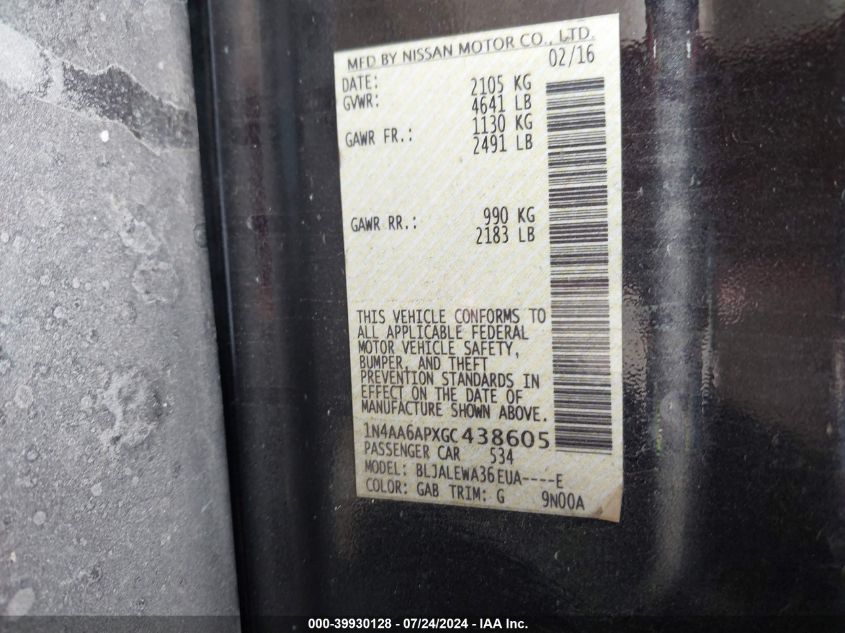 MFD BY NISSAN MOTOR CO., LTD.
DATE: 02/16
GVWR: 2105 KG
4641 LB
GAWR FR.: 1130 KG
2491 LB
GAWR RR.: 990 KG
2183 LB
THIS VEHICLE CONFORMS TO
ALL APPLICABLE FEDERAL
MOTOR VEHICLE SAFETY,
BUMPER, AND THEFT
PREVENTION STANDARDS IN
EFFECT ON THE DATE OF
MANUFACTURE SHOWN ABOVE.
1N4AA6APXGC438605
PASSENGER CAR 534
MODEL: BLJALEWA36EUA----E
COLOR: GAB TRIM: G 9N00A
000-39930128 | 07/24/2024 - IAA Inc.